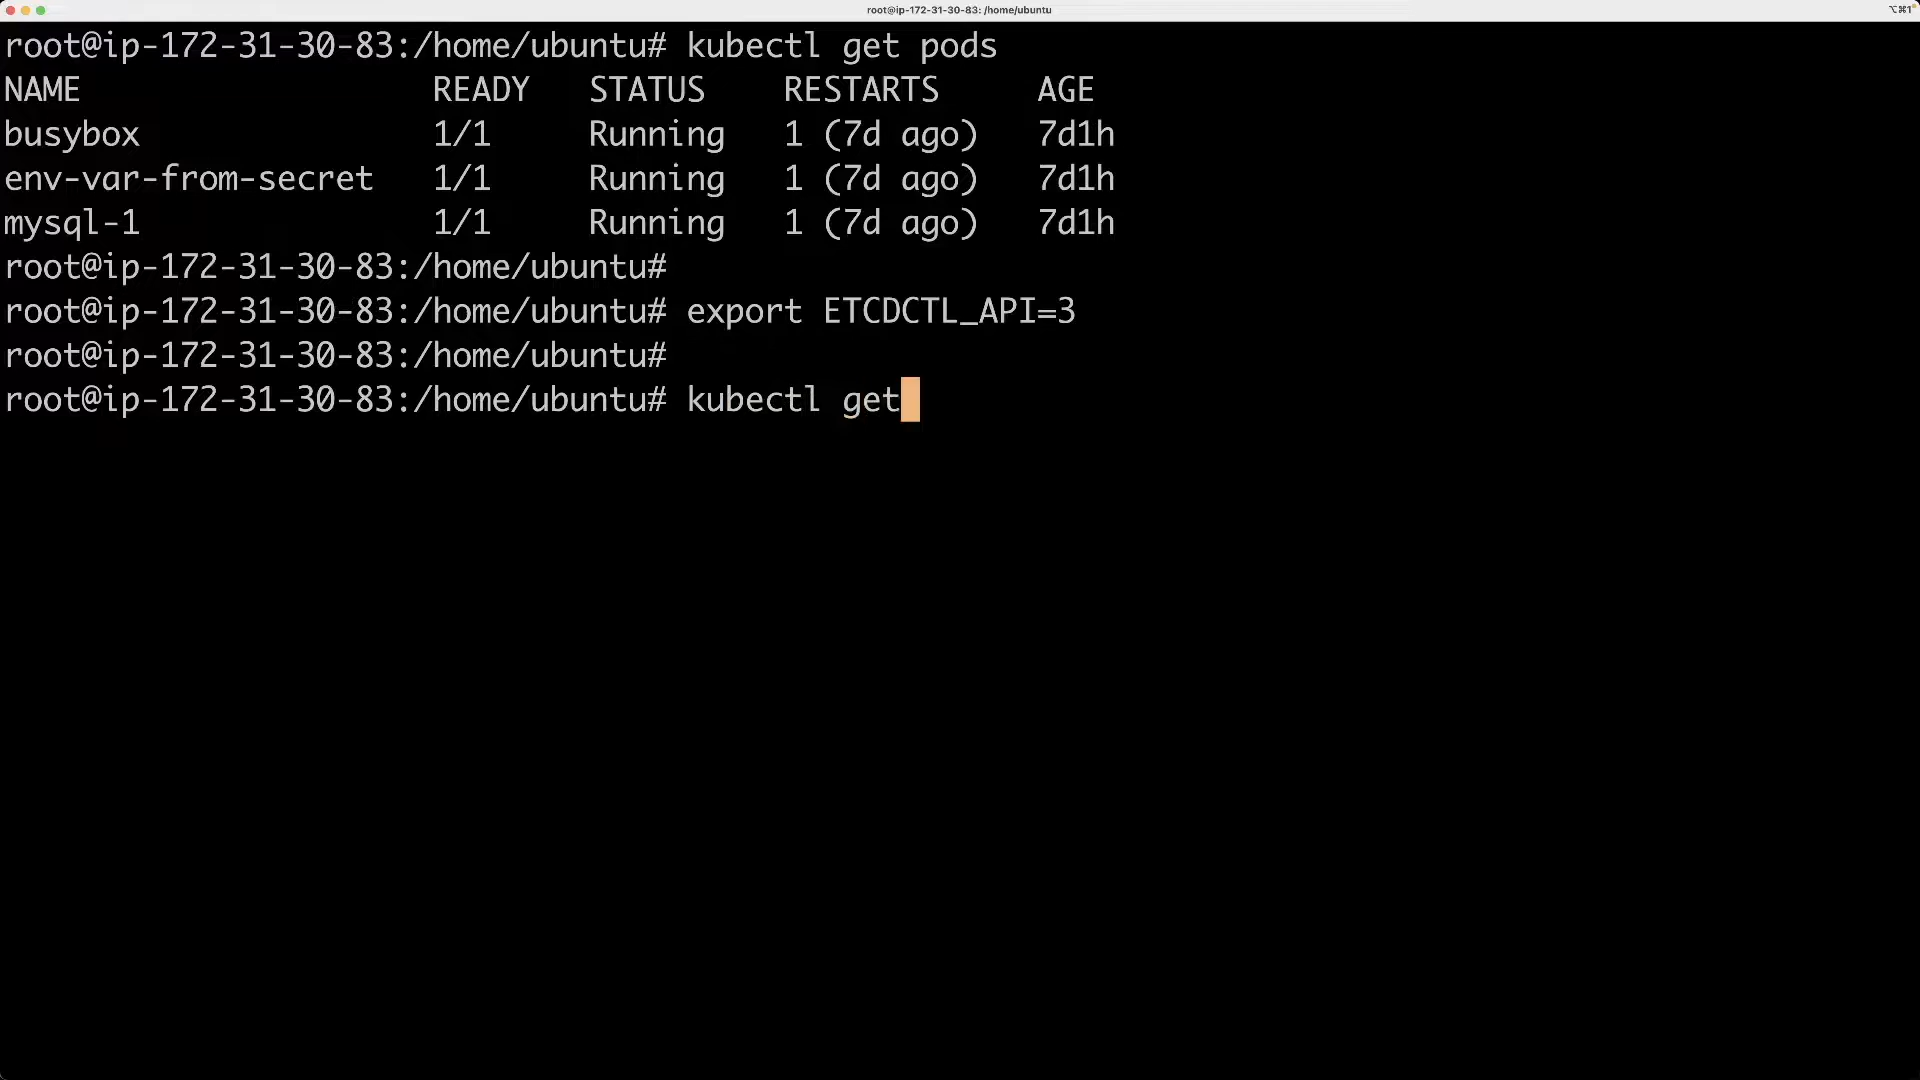 root@ip-172-31-30-83: /home/ubuntu
⌥⌘1
root@ip-172-31-30-83:/home/ubuntu# kubectl get pods
NAME                  READY   STATUS    RESTARTS     AGE
busybox               1/1     Running   1 (7d ago)   7d1h
env-var-from-secret   1/1     Running   1 (7d ago)   7d1h
mysql-1               1/1     Running   1 (7d ago)   7d1h
root@ip-172-31-30-83:/home/ubuntu#
root@ip-172-31-30-83:/home/ubuntu# export ETCDCTL_API=3
root@ip-172-31-30-83:/home/ubuntu#
root@ip-172-31-30-83:/home/ubuntu# kubectl get